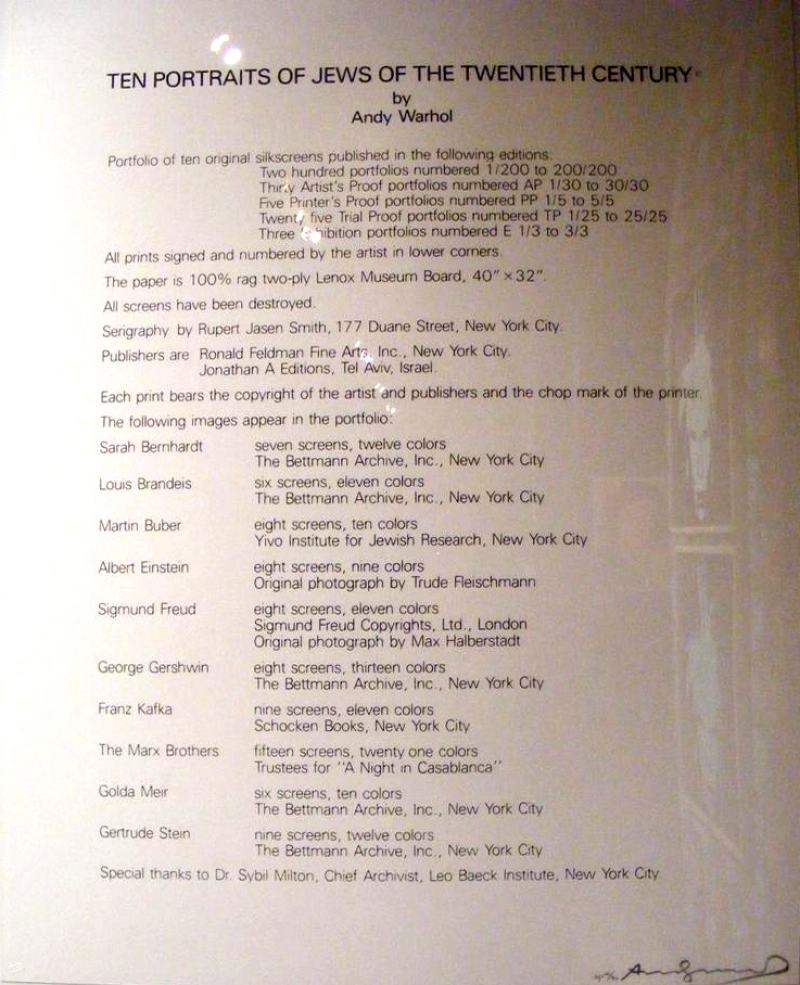 TEN PORTRAITS OF JEWS OF THE TWENTIETH CENTURY
by
Andy Warhol
Portfolio of ten original silkscreens published in the following editions:
Two hundred portfolios numbered 1/200 to 200/200
Thirty Artist's Proof portfolios numbered AP 1/30 to 30/30
Five Printer's Proof portfolios numbered PP 1/5 to 5/5
Twenty five Trial Proof portfolios numbered TP 1/25 to 25/25
Three Exhibition portfolios numbered E 1/3 to 3/3
All prints signed and numbered by the artist in lower corners.
The paper is 100% rag two-ply Lenox Museum Board, 40" × 32".
All screens have been destroyed.
Serigraphy by Rupert Jasen Smith, 177 Duane Street, New York City.
Publishers are Ronald Feldman Fine Arts, Inc., New York City.
Jonathan A Editions, Tel Aviv, Israel.
Each print bears the copyright of the artist and publishers and the chop mark of the printer.
The following images appear in the portfolio:
Sarah Bernhardt seven screens, twelve colors
The Bettmann Archive, Inc., New York City
Louis Brandeis six screens, eleven colors
The Bettmann Archive, Inc., New York City
Martin Buber eight screens, ten colors
Yivo Institute for Jewish Research, New York City
Albert Einstein eight screens, nine colors
Original photograph by Trude Fleischmann
Sigmund Freud eight screens, eleven colors
Sigmund Freud Copyrights, Ltd., London
Original photograph by Max Halberstadt
George Gershwin eight screens, thirteen colors
The Bettmann Archive, Inc., New York City
Franz Kafka nine screens, eleven colors
Schocken Books, New York City
The Marx Brothers fifteen screens, twenty one colors
Trustees for "A Night in Casablanca"
Golda Meir six screens, ten colors
The Bettmann Archive, Inc., New York City
Gertrude Stein nine screens, twelve colors
The Bettmann Archive, Inc., New York City
Special thanks to Dr. Sybil Milton, Chief Archivist, Leo Baeck Institute, New York City